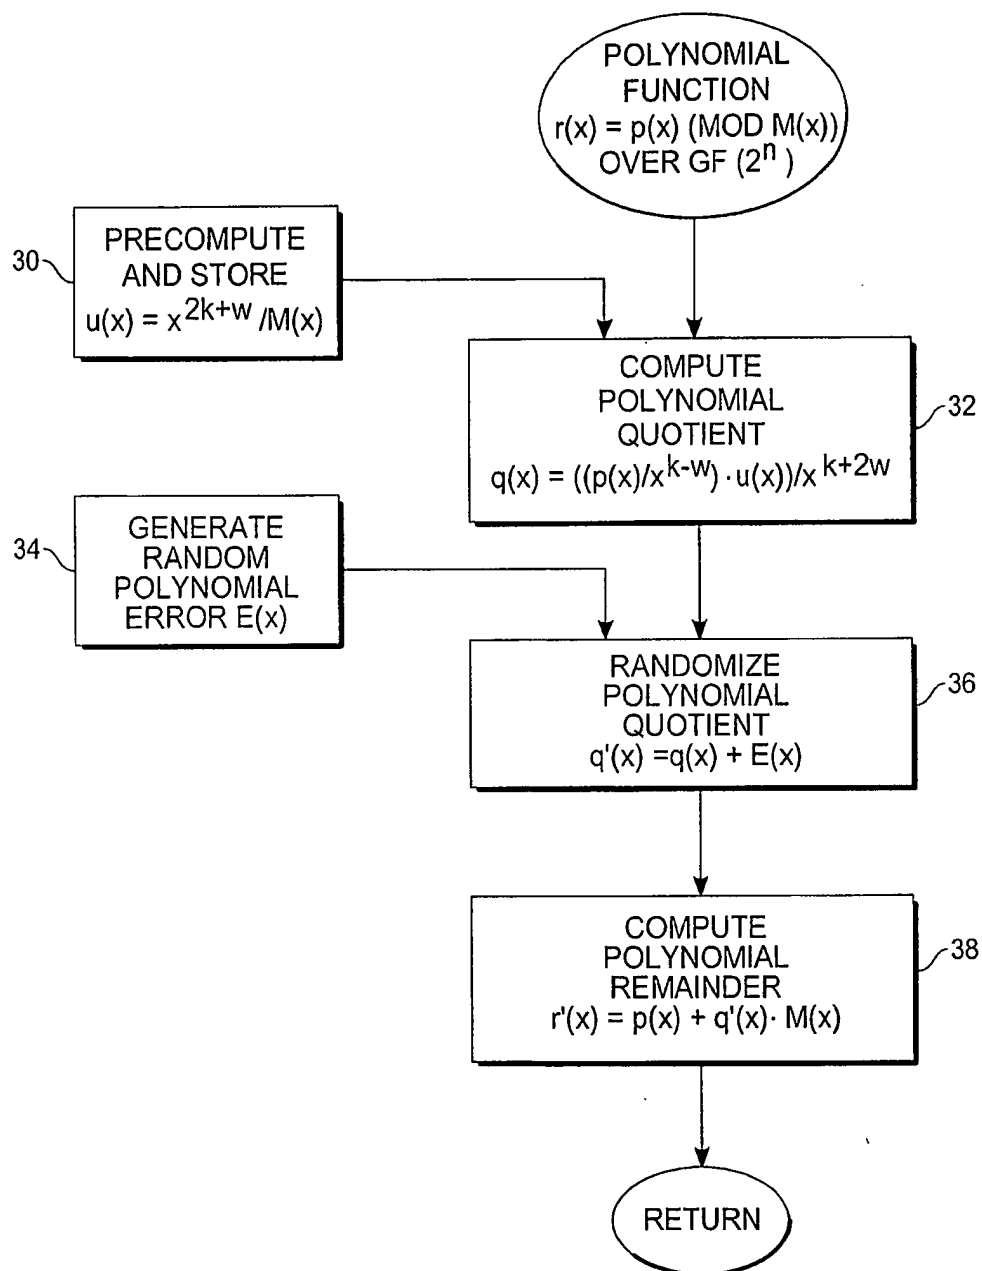 POLYNOMIAL
FUNCTION
r(x) = p(x) (MOD M(x))
OVER GF (2^n)
30
PRECOMPUTE
AND STORE
u(x) = x^2k+w /M(x)
COMPUTE
POLYNOMIAL
QUOTIENT
q(x) = ((p(x)/x^k-w) · u(x))/x^k+2w
32
34
GENERATE
RANDOM
POLYNOMIAL
ERROR E(x)
RANDOMIZE
POLYNOMIAL
QUOTIENT
q'(x) =q(x) + E(x)
36
COMPUTE
POLYNOMIAL
REMAINDER
r'(x) = p(x) + q'(x)· M(x)
38
RETURN